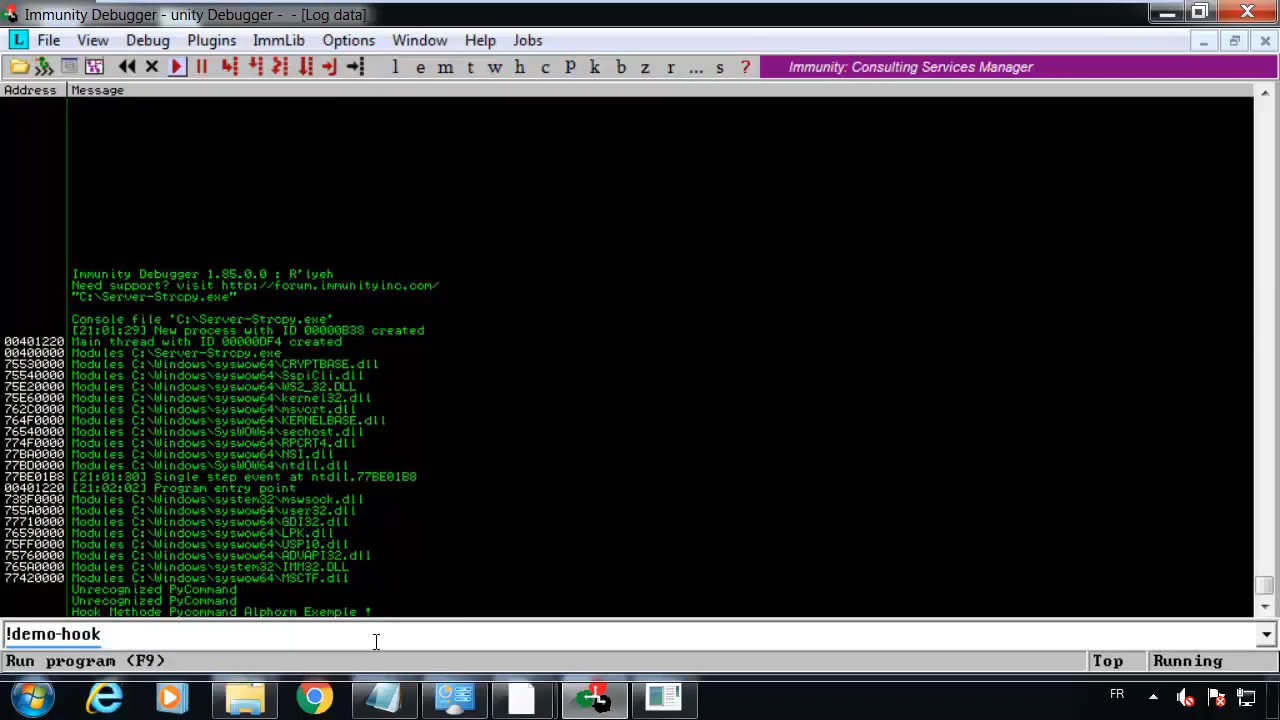 Immunity Debugger - unity Debugger - - [Log data]
L File View Debug Plugins ImmLib Options Window Help Jobs
l e m t w h c P k b z r ... s ? Immunity: Consulting Services Manager
Address Message
Immunity Debugger 1.85.0.0 : R'lyeh
Need support? visit http://forum.immunityinc.com/
"C:\Server-Strcpy.exe"
Console file 'C:\Server-Strcpy.exe'
[21:01:29] New process with ID 00000B38 created
00401220 Main thread with ID 00000DF4 created
00400000 Modules C:\Server-Strcpy.exe
75530000 Modules C:\Windows\syswow64\CRYPTBASE.dll
75540000 Modules C:\Windows\syswow64\SspiCli.dll
75E20000 Modules C:\Windows\syswow64\WS2_32.DLL
75E60000 Modules C:\Windows\syswow64\kernel32.dll
762C0000 Modules C:\Windows\syswow64\msvcrt.dll
764F0000 Modules C:\Windows\syswow64\KERNELBASE.dll
76540000 Modules C:\Windows\SysWOW64\sechost.dll
774F0000 Modules C:\Windows\syswow64\RPCRT4.dll
77BA0000 Modules C:\Windows\syswow64\NSI.dll
77BD0000 Modules C:\Windows\SysWOW64\ntdll.dll
77BE01B8 [21:01:30] Single step event at ntdll.77BE01B8
00401220 [21:02:02] Program entry point
738F0000 Modules C:\Windows\system32\mswsock.dll
755A0000 Modules C:\Windows\syswow64\user32.dll
77710000 Modules C:\Windows\syswow64\GDI32.dll
76590000 Modules C:\Windows\syswow64\LPK.dll
75FF0000 Modules C:\Windows\syswow64\USP10.dll
75760000 Modules C:\Windows\syswow64\ADVAPI32.dll
765A0000 Modules C:\Windows\system32\IMM32.DLL
77420000 Modules C:\Windows\syswow64\MSCTF.dll
Unrecognized PyCommand
Unrecognized PyCommand
Hook Methode Pycommand Alphorm Exemple !
!demo-hook
Run program (F9) Top Running
FR